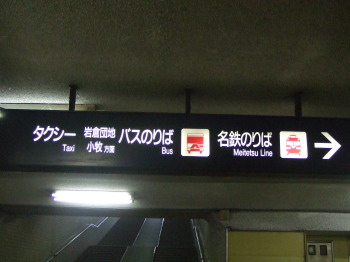 タクシー 岩倉団地 バスのりば 名鉄のりば
Taxi 小牧方面 Bus Meitetsu Line